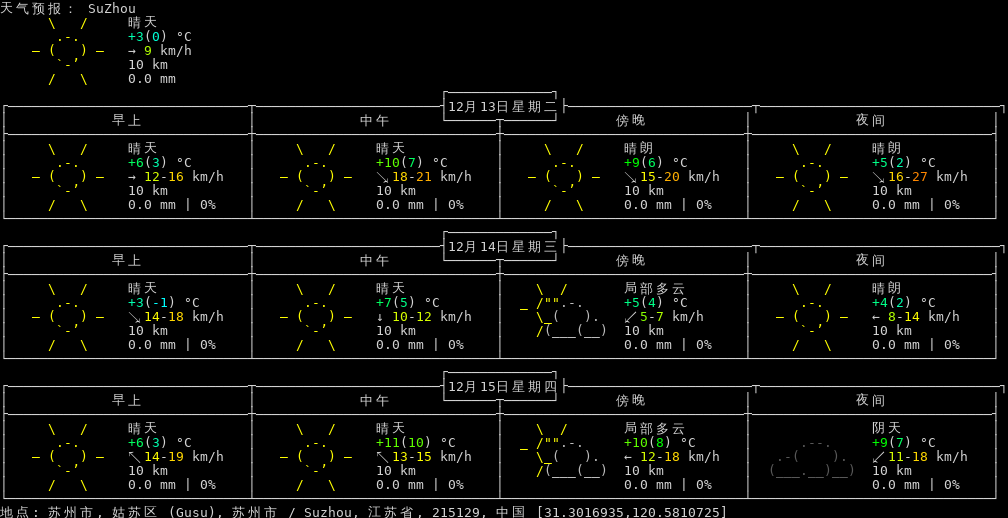 天气预报: SuZhou
晴天
+3(0) °C
→ 9 km/h
10 km
0.0 mm
12月13日星期二
早上 中午 傍晚 夜间
晴天 晴天 晴朗 晴朗
+6(3) °C +10(7) °C +9(6) °C +5(2) °C
→ 12-16 km/h ↘ 18-21 km/h ↘ 15-20 km/h ↘ 16-27 km/h
10 km 10 km 10 km 10 km
0.0 mm | 0% 0.0 mm | 0% 0.0 mm | 0% 0.0 mm | 0%
12月14日星期三
早上 中午 傍晚 夜间
晴天 晴天 局部多云 晴朗
+3(-1) °C +7(5) °C +5(4) °C +4(2) °C
↘ 14-18 km/h ↓ 10-12 km/h ↙ 5-7 km/h ← 8-14 km/h
10 km 10 km 10 km 10 km
0.0 mm | 0% 0.0 mm | 0% 0.0 mm | 0% 0.0 mm | 0%
12月15日星期四
早上 中午 傍晚 夜间
晴天 晴天 局部多云 阴天
+6(3) °C +11(10) °C +10(8) °C +9(7) °C
↖ 14-19 km/h ↖ 13-15 km/h ← 12-18 km/h ↙ 11-18 km/h
10 km 10 km 10 km 10 km
0.0 mm | 0% 0.0 mm | 0% 0.0 mm | 0% 0.0 mm | 0%
地点: 苏州市, 姑苏区 (Gusu), 苏州市 / Suzhou, 江苏省, 215129, 中国 [31.3016935,120.5810725]